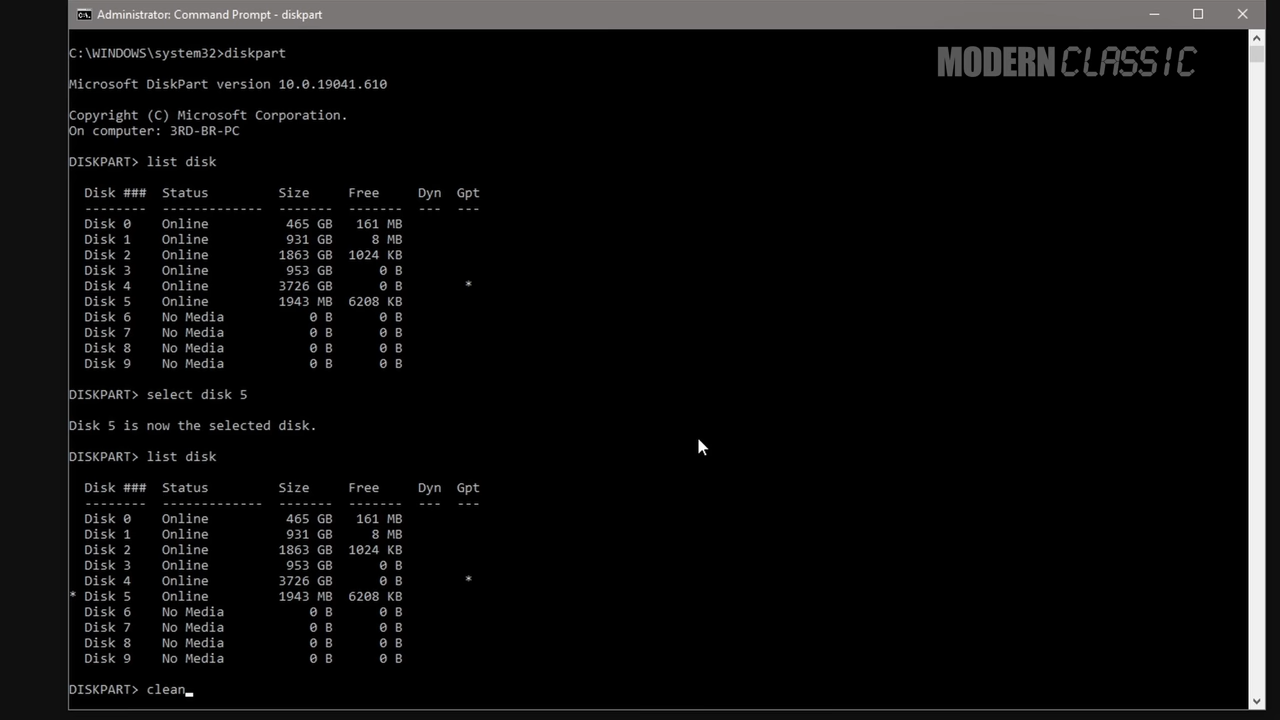 Administrator: Command Prompt - diskpart
MODERN CLASSIC
C:\WINDOWS\system32>diskpart
Microsoft DiskPart version 10.0.19041.610
Copyright (C) Microsoft Corporation.
On computer: 3RD-BR-PC
DISKPART> list disk
  Disk ###  Status         Size     Free     Dyn  Gpt
  --------  -------------  -------  -------  ---  ---
  Disk 0    Online          465 GB   161 MB
  Disk 1    Online          931 GB     8 MB
  Disk 2    Online         1863 GB  1024 KB
  Disk 3    Online          953 GB      0 B
  Disk 4    Online         3726 GB      0 B        *
  Disk 5    Online         1943 MB  6208 KB
  Disk 6    No Media           0 B      0 B
  Disk 7    No Media           0 B      0 B
  Disk 8    No Media           0 B      0 B
  Disk 9    No Media           0 B      0 B
DISKPART> select disk 5
Disk 5 is now the selected disk.
DISKPART> list disk
  Disk ###  Status         Size     Free     Dyn  Gpt
  --------  -------------  -------  -------  ---  ---
  Disk 0    Online          465 GB   161 MB
  Disk 1    Online          931 GB     8 MB
  Disk 2    Online         1863 GB  1024 KB
  Disk 3    Online          953 GB      0 B
  Disk 4    Online         3726 GB      0 B        *
* Disk 5    Online         1943 MB  6208 KB
  Disk 6    No Media           0 B      0 B
  Disk 7    No Media           0 B      0 B
  Disk 8    No Media           0 B      0 B
  Disk 9    No Media           0 B      0 B
DISKPART> clean